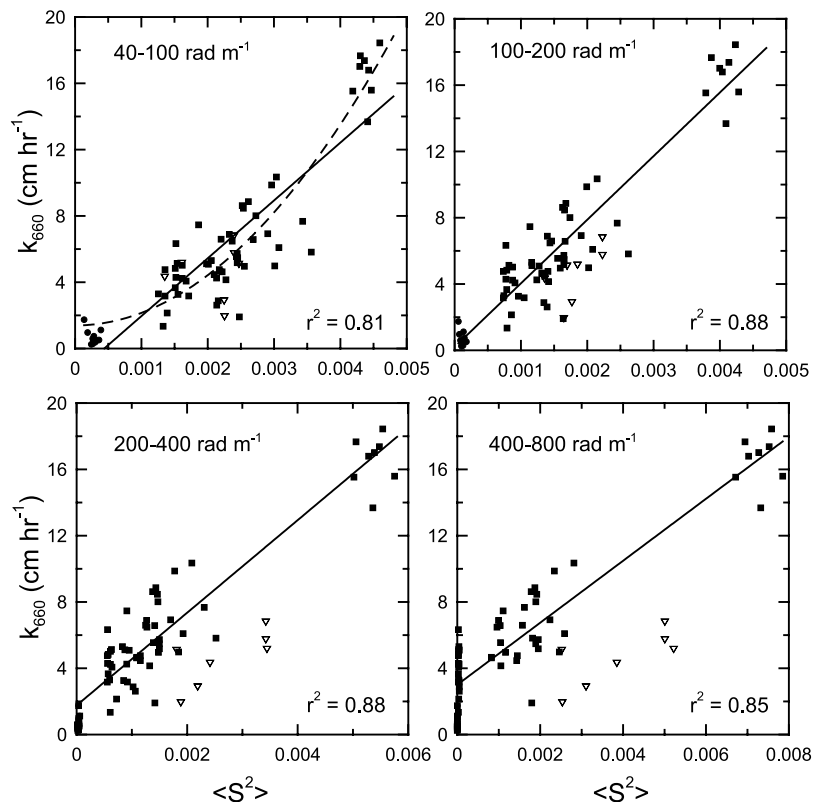 20
16
12
8
4
0
k660 (cm hr⁻¹)
40-100 rad m⁻¹
r² = 0.81
0 0.001 0.002 0.003 0.004 0.005
20
16
12
8
4
0
100-200 rad m⁻¹
r² = 0.88
0 0.001 0.002 0.003 0.004 0.005
20
16
12
8
4
0
k660 (cm hr⁻¹)
200-400 rad m⁻¹
r² = 0.88
0 0.002 0.004 0.006
<S²>
20
16
12
8
4
0
400-800 rad m⁻¹
r² = 0.85
0 0.002 0.004 0.006 0.008
<S²>